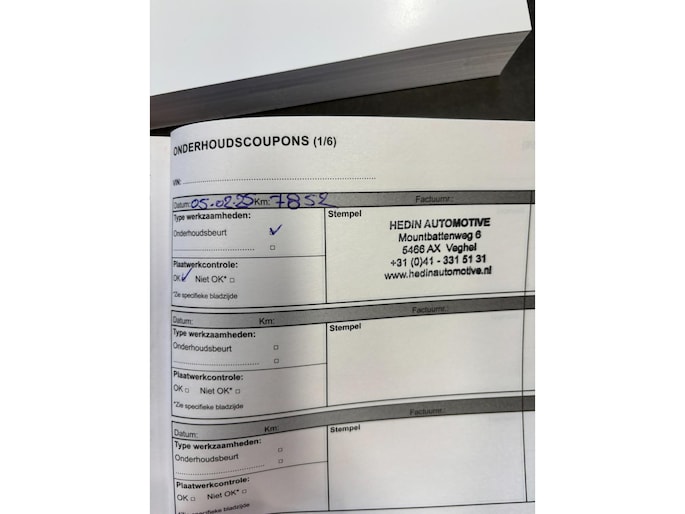 ONDERHOUDSCOUPONS (1/6)
VIN:
Datum: 05-02-25 Km: 7852 Factuurnr.:
Type werkzaamheden:
Onderhoudsbeurt
Plaatwerkcontrole:
OK Niet OK*
*Zie specifieke bladzijde
Stempel
HEDIN AUTOMOTIVE
Mountbattenweg 6
5466 AX Veghel
+31 (0)41 - 331 51 31
www.hedinautomotive.nl
Datum: Km: Factuurnr.:
Type werkzaamheden:
Onderhoudsbeurt
Plaatwerkcontrole:
OK Niet OK*
*Zie specifieke bladzijde
Stempel
Datum: Km: Factuurnr.:
Type werkzaamheden:
Onderhoudsbeurt
Plaatwerkcontrole:
OK Niet OK*
*Zie specifieke bladzijde
Stempel